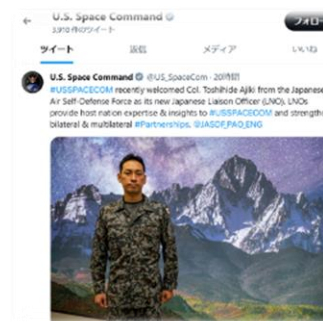 U.S. Space Command
3,910 件のツイート
フォロー
ツイート 返信 メディア いいね
U.S. Space Command @US_SpaceCom · 20時間
#USSPACECOM recently welcomed Col. Toshihide Ajiki from the Japanese
Air Self-Defense Force as its new Japanese Liaison Officer (LNO). LNOs
provide host nation expertise & insights to #USSPACECOM and strengthe
bilateral & multilateral #Partnerships. @JASDF_PAO_ENG